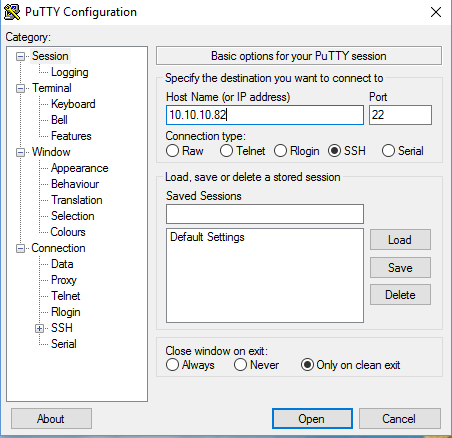 PuTTY Configuration
Category:
Session
Logging
Terminal
Keyboard
Bell
Features
Window
Appearance
Behaviour
Translation
Selection
Colours
Connection
Data
Proxy
Telnet
Rlogin
SSH
Serial
Basic options for your PuTTY session
Specify the destination you want to connect to
Host Name (or IP address) Port
10.10.10.82 22
Connection type:
Raw Telnet Rlogin SSH Serial
Load, save or delete a stored session
Saved Sessions
Default Settings
Load
Save
Delete
Close window on exit:
Always Never Only on clean exit
About Open Cancel